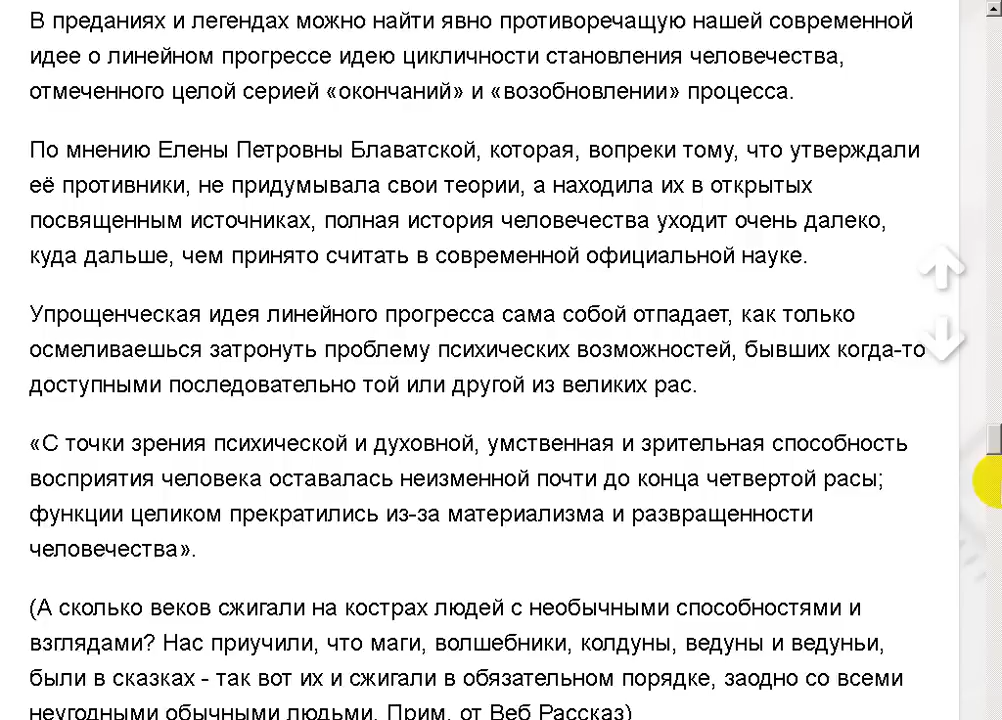 В преданиях и легендах можно найти явно противоречащую нашей современной
идее о линейном прогрессе идею цикличности становления человечества,
отмеченного целой серией «окончаний» и «возобновлении» процесса.
По мнению Елены Петровны Блаватской, которая, вопреки тому, что утверждали
её противники, не придумывала свои теории, а находила их в открытых
посвященным источниках, полная история человечества уходит очень далеко,
куда дальше, чем принято считать в современной официальной науке.
Упрощенческая идея линейного прогресса сама собой отпадает, как только
осмеливаешься затронуть проблему психических возможностей, бывших когда-то
доступными последовательно той или другой из великих рас.
«С точки зрения психической и духовной, умственная и зрительная способность
восприятия человека оставалась неизменной почти до конца четвертой расы;
функции целиком прекратились из-за материализма и развращенности
человечества».
(А сколько веков сжигали на кострах людей с необычными способностями и
взглядами? Нас приучили, что маги, волшебники, колдуны, ведуны и ведуньи,
были в сказках - так вот их и сжигали в обязательном порядке, заодно со всеми
неугодными обычными людьми. Прим. от Веб Рассказ)